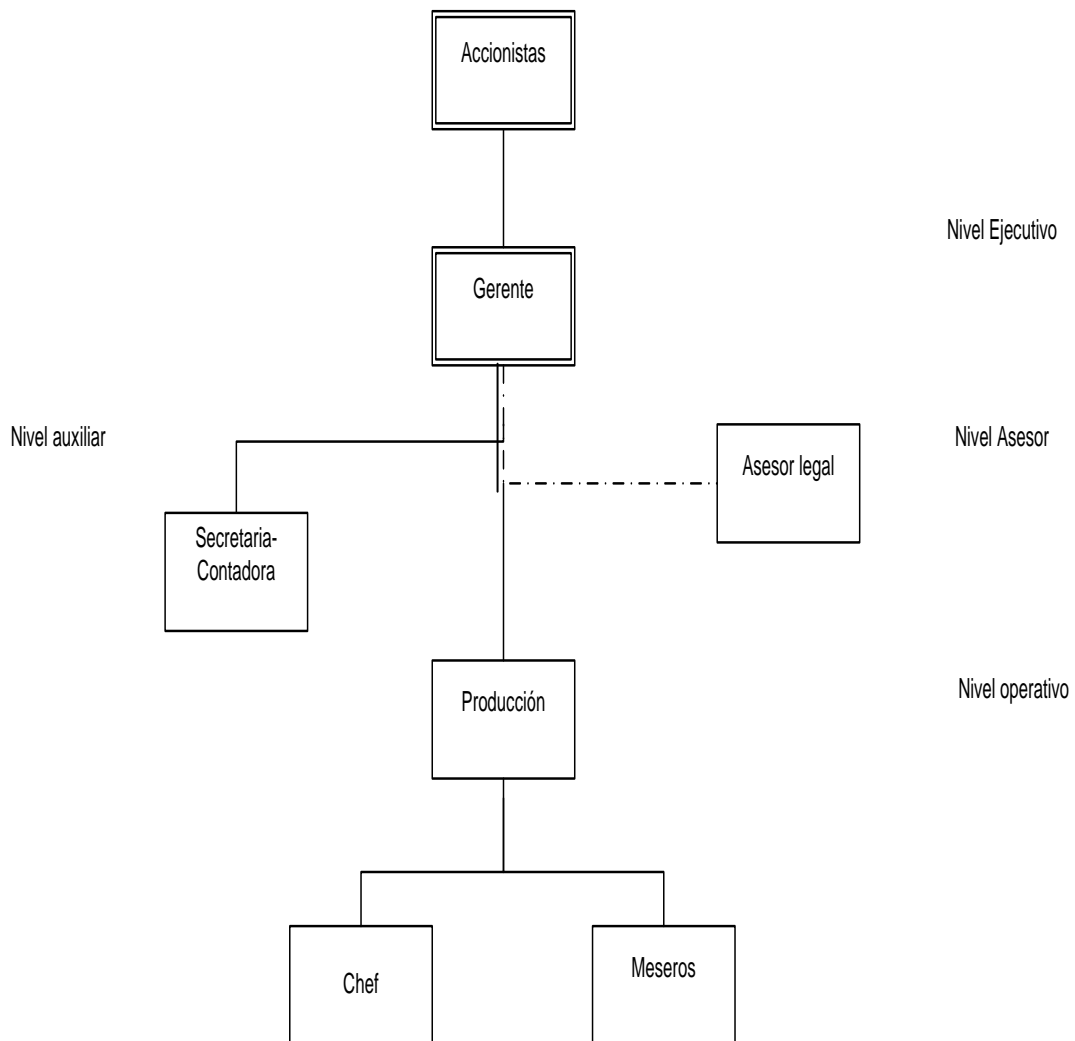 Accionistas
Nivel Ejecutivo
Gerente
Nivel auxiliar
Nivel Asesor
Asesor legal
Secretaria-
Contadora
Nivel operativo
Producción
Chef
Meseros